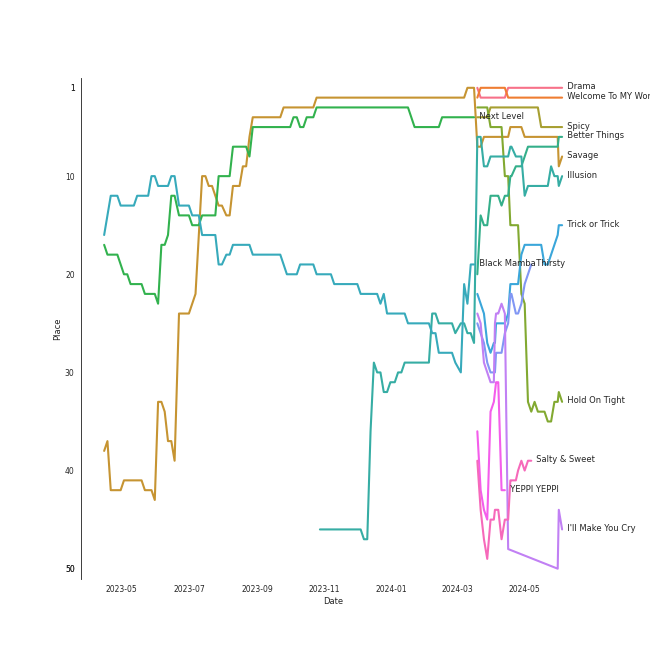 1
Drama
Welcome To MY Wor
Next Level
Spicy
Better Things
Savage
10
Illusion
Trick or Trick
20
Black Mamba
Thirsty
Place
30
Hold On Tight
40
Salty & Sweet
YEPPI YEPPI
I'll Make You Cry
50
2023-05
2023-07
2023-09
2023-11
2024-01
2024-03
2024-05
Date